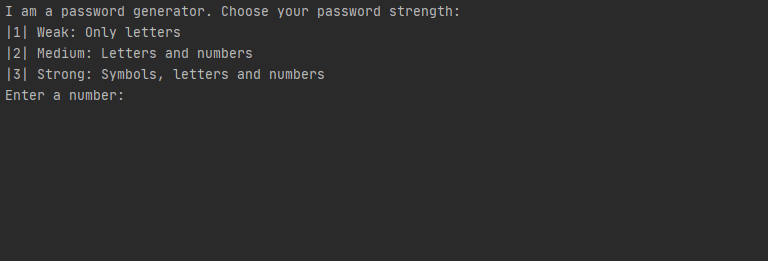 I am a password generator. Choose your password strength:
|1| Weak: Only letters
|2| Medium: Letters and numbers
|3| Strong: Symbols, letters and numbers
Enter a number: